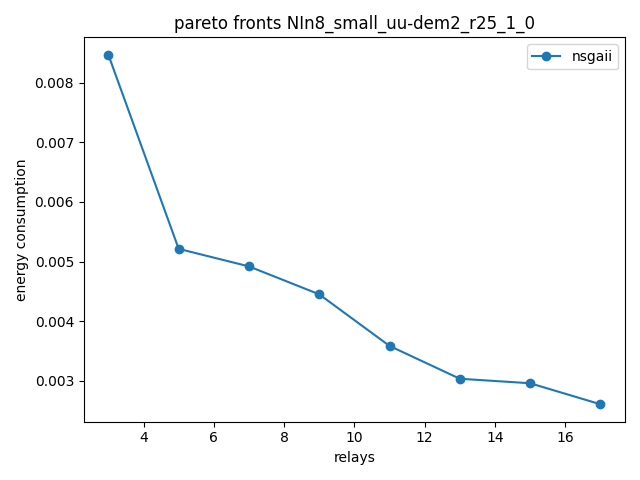 pareto fronts NIn8_small_uu-dem2_r25_1_0
nsgaii
energy consumption
0.008
0.007
0.006
0.005
0.004
0.003
4 6 8 10 12 14 16
relays